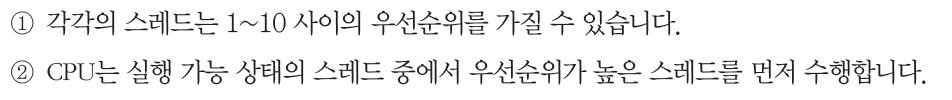 ① 각각의 스레드는 1~10 사이의 우선순위를 가질 수 있습니다.
② CPU는 실행 가능 상태의 스레드 중에서 우선순위가 높은 스레드를 먼저 수행합니다.